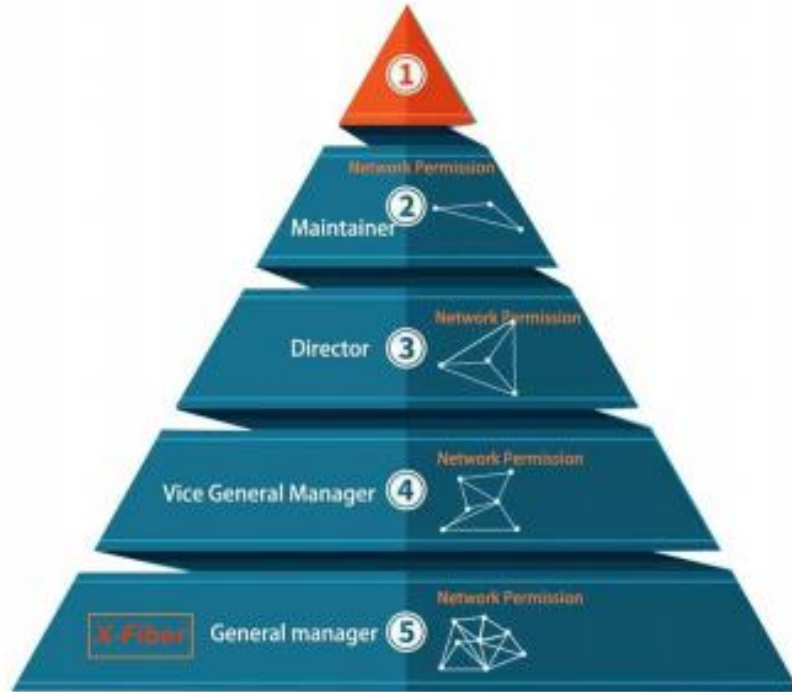 1
Network Permission
2
Maintainer
Network Permission
Director 3
Network Permission
Vice General Manager 4
Network Permission
X-Fiber General manager 5